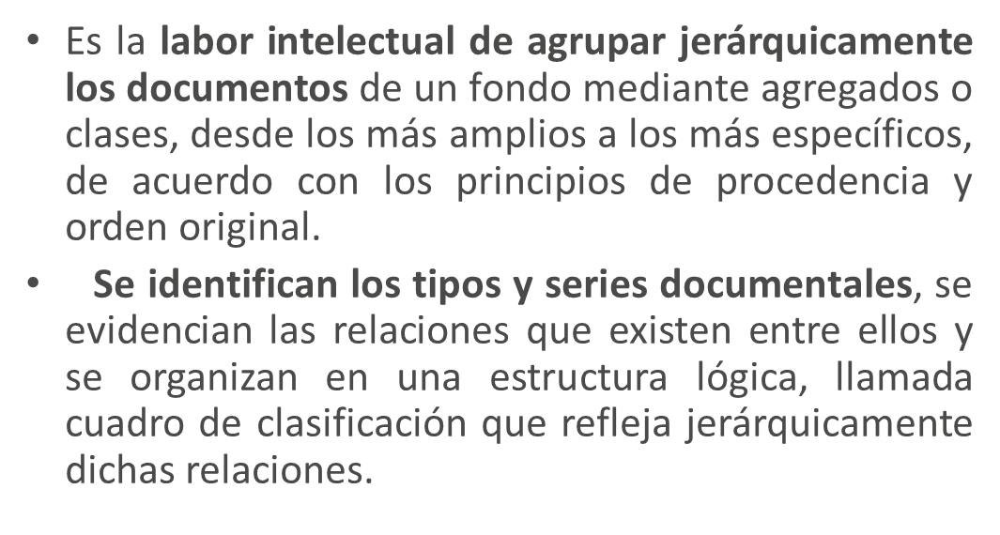 • Es la labor intelectual de agrupar jerárquicamente
los documentos de un fondo mediante agregados o
clases, desde los más amplios a los más específicos,
de acuerdo con los principios de procedencia y
orden original.
• Se identifican los tipos y series documentales, se
evidencian las relaciones que existen entre ellos y
se organizan en una estructura lógica, llamada
cuadro de clasificación que refleja jerárquicamente
dichas relaciones.